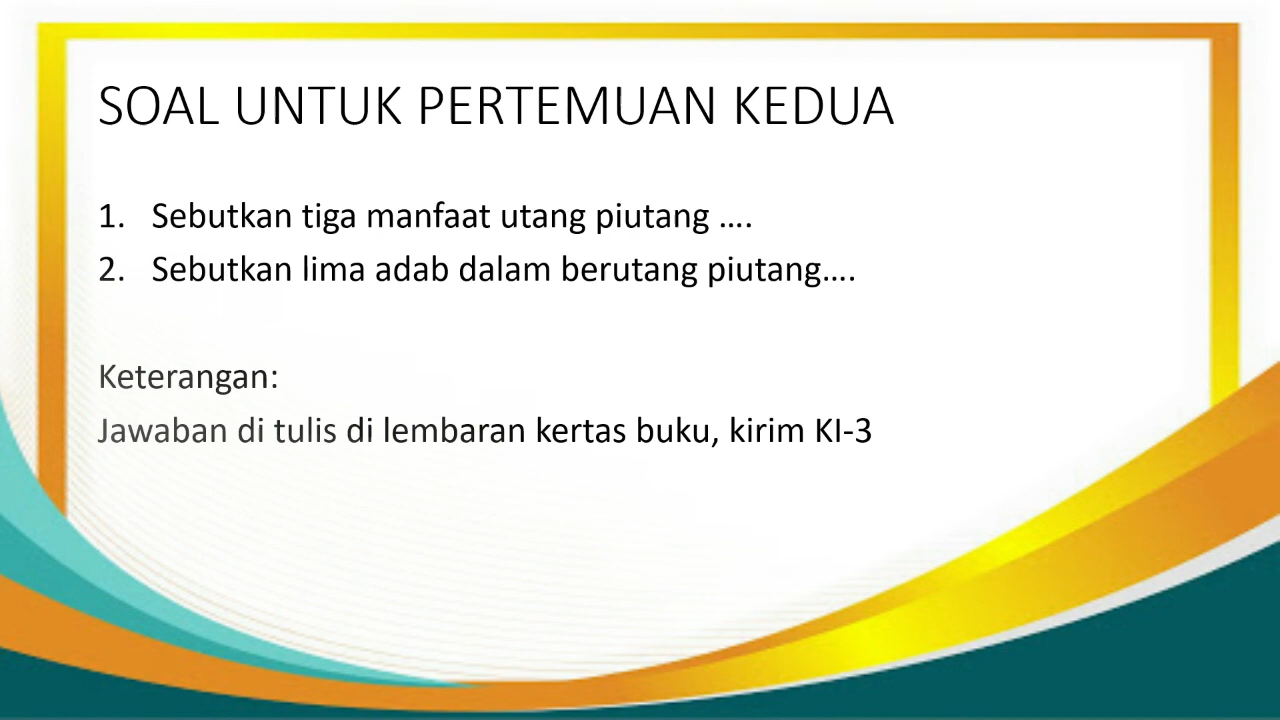 SOAL UNTUK PERTEMUAN KEDUA
1. Sebutkan tiga manfaat utang piutang ....
2. Sebutkan lima adab dalam berutang piutang....
Keterangan:
Jawaban di tulis di lembaran kertas buku, kirim KI-3